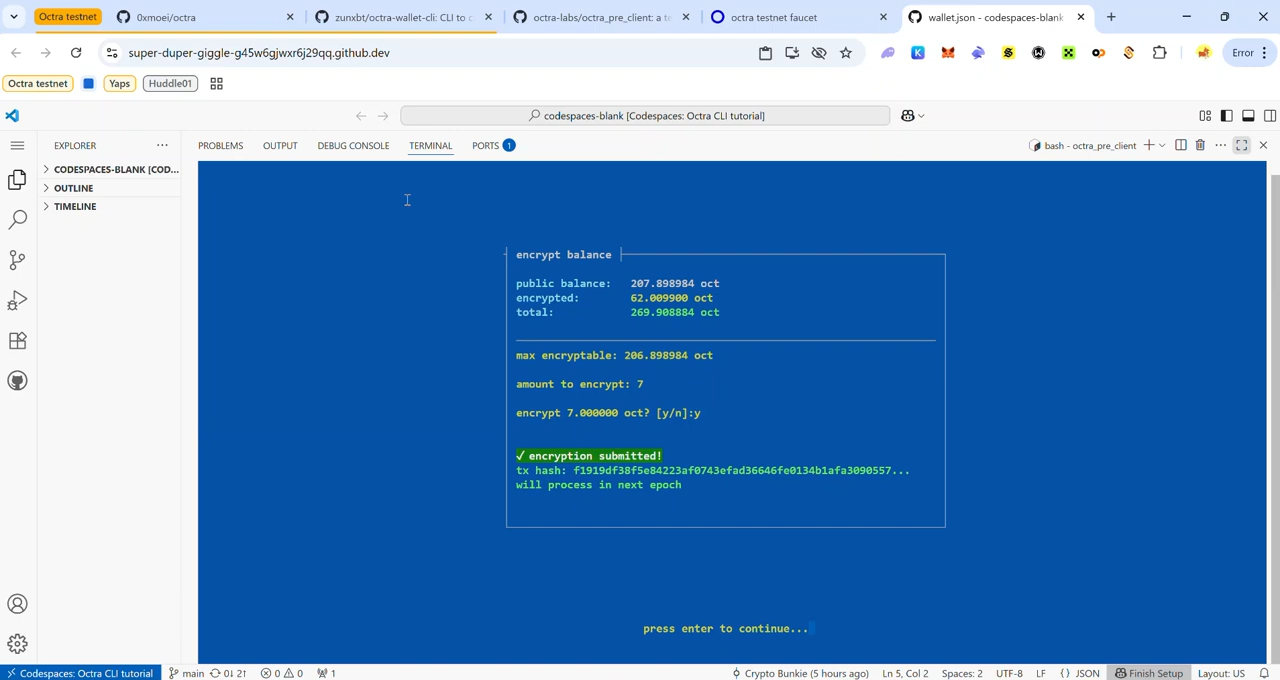 Octra testnet
0xmoei/octra
zunxbt/octra-wallet-cli: CLI to c
octra-labs/octra_pre_client: a te
octra testnet faucet
wallet.json - codespaces-blank
super-duper-giggle-g45w6gjwxr6j29qq.github.dev
Error
Octra testnet
Yaps
Huddle01
codespaces-blank [Codespaces: Octra CLI tutorial]
EXPLORER
PROBLEMS
OUTPUT
DEBUG CONSOLE
TERMINAL
PORTS
1
bash - octra_pre_client
CODESPACES-BLANK [COD...
OUTLINE
TIMELINE
encrypt balance
public balance: 207.898984 oct
encrypted: 62.009900 oct
total: 269.908884 oct
max encryptable: 206.898984 oct
amount to encrypt: 7
encrypt 7.000000 oct? [y/n]:y
✓ encryption submitted!
tx hash: f1919df38f5e84223af0743efad36646fe0134b1afa3090557...
will process in next epoch
press enter to continue...
Codespaces: Octra CLI tutorial
main
0↓ 2↑
0
0
1
Crypto Bunkie (5 hours ago)
Ln 5, Col 2
Spaces: 2
UTF-8
LF
{ } JSON
Finish Setup
Layout: US